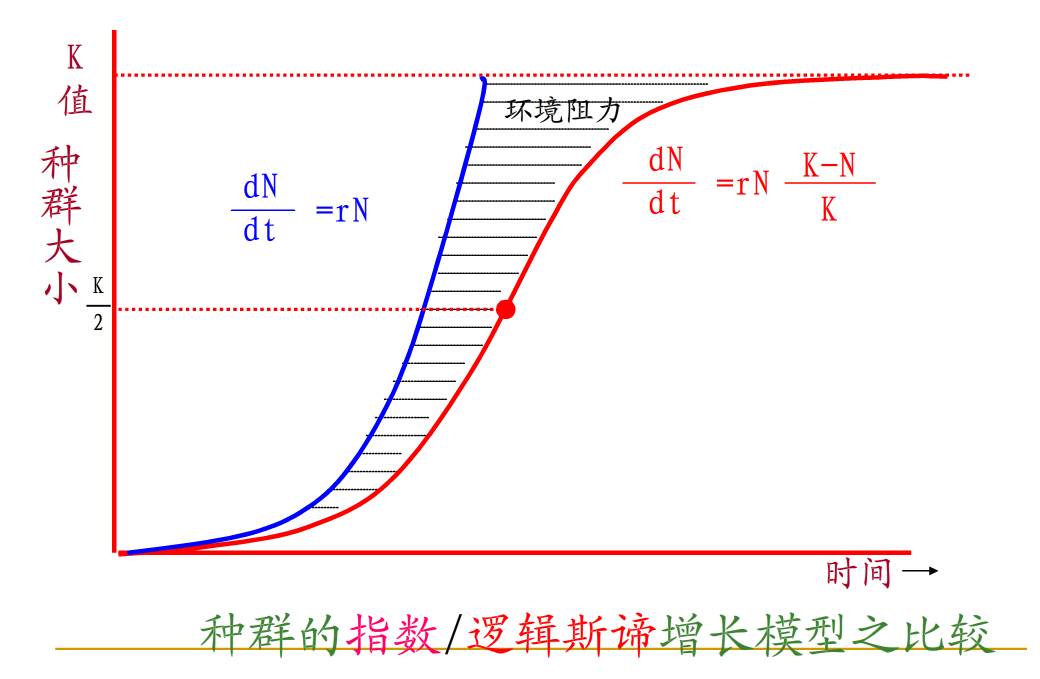 K
值
种
群
大
小
K
2
环境阻力
dN
dt
=rN
dN
dt
=rN
K-N
K
时间
种群的指数/逻辑斯谛增长模型之比较